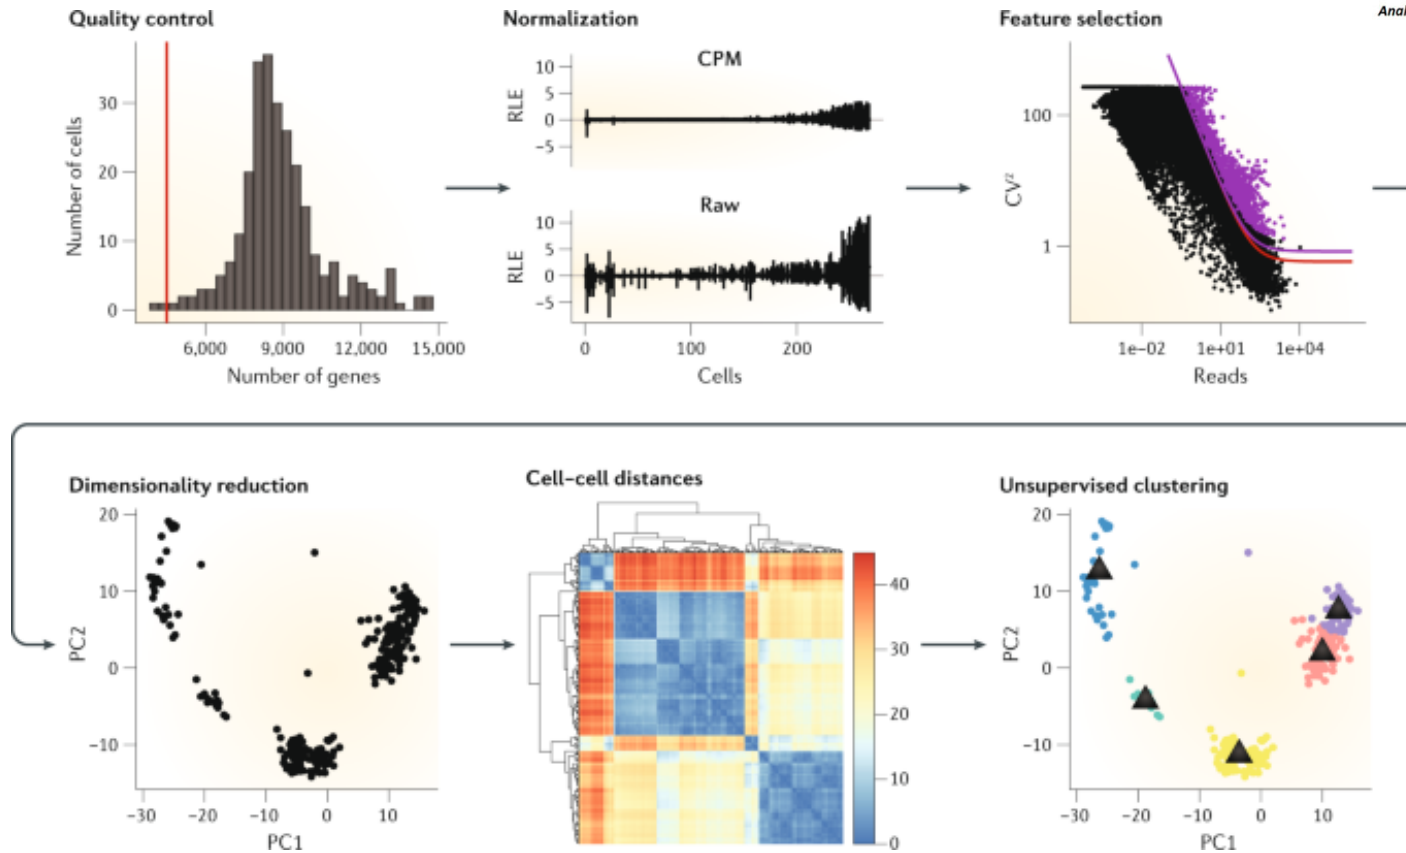 Quality control
Normalization
Feature selection
Number of cells
30
20
10
0
6,000
9,000
12,000
15,000
Number of genes
CPM
RLE
10
5
0
−5
Raw
RLE
10
5
0
−5
0
100
200
Cells
CV²
100
1
1e−02
1e+01
1e+04
Reads
Dimensionality reduction
Cell–cell distances
Unsupervised clustering
PC2
20
10
0
−10
−30
−20
−10
0
10
PC1
40
30
20
10
0
PC2
20
10
0
−10
−30
−20
−10
0
10
PC1